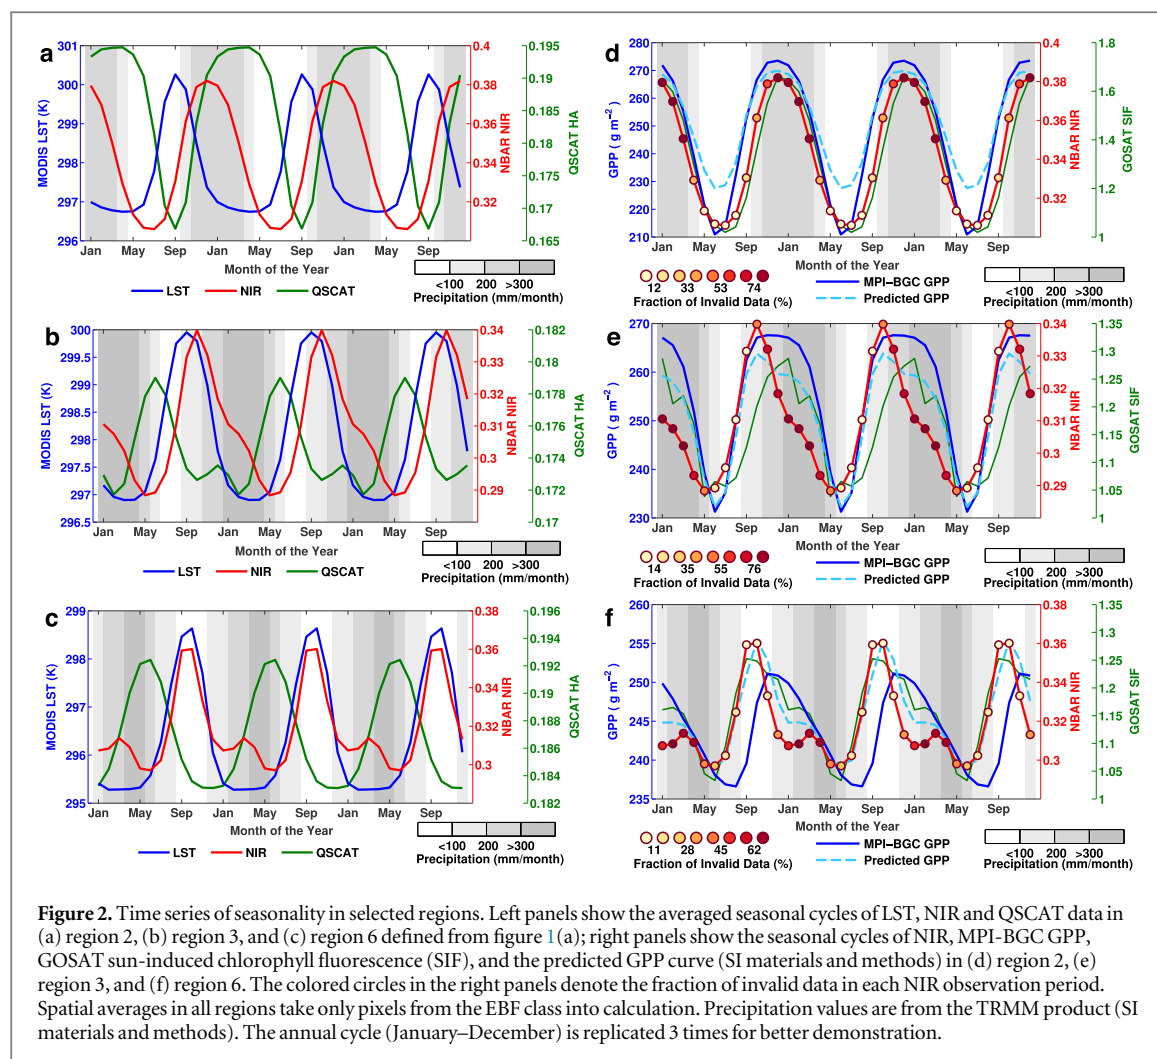 a
301
300
299
298
297
296
MODIS LST (K)
0.4
0.38
0.36
0.34
0.32
NBAR NIR
0.195
0.19
0.185
0.18
0.175
0.17
0.165
QSCAT HA
Jan May Sep Jan May Sep Jan May Sep
Month of the Year
LST NIR QSCAT
<100 200 >300
Precipitation (mm/month)
d
280
270
260
250
240
230
220
210
GPP ( g m−2)
0.4
0.38
0.36
0.34
0.32
NBAR NIR
1.8
1.6
1.4
1.2
1
GOSAT SIF
Jan May Sep Jan May Sep Jan May Sep
Month of the Year
12 33 53 74
Fraction of Invalid Data (%)
MPI−BGC GPP
Predicted GPP
<100 200 >300
Precipitation (mm/month)
b
300
299.5
299
298.5
298
297.5
297
296.5
MODIS LST (K)
0.34
0.33
0.32
0.31
0.3
0.29
NBAR NIR
0.182
0.18
0.178
0.176
0.174
0.172
0.17
QSCAT HA
Jan May Sep Jan May Sep Jan May Sep
Month of the Year
LST NIR QSCAT
<100 200 >300
Precipitation (mm/month)
e
270
260
250
240
230
GPP ( g m−2)
0.34
0.33
0.32
0.31
0.3
0.29
NBAR NIR
1.35
1.3
1.25
1.2
1.15
1.1
1.05
1
GOSAT SIF
Jan May Sep Jan May Sep Jan May Sep
Month of the Year
14 35 55 76
Fraction of Invalid Data (%)
MPI−BGC GPP
Predicted GPP
<100 200 >300
Precipitation (mm/month)
c
299
298
297
296
295
MODIS LST (K)
0.38
0.36
0.34
0.32
0.3
NBAR NIR
0.196
0.194
0.192
0.19
0.188
0.186
0.184
0.182
QSCAT HA
Jan May Sep Jan May Sep Jan May Sep
Month of the Year
LST NIR QSCAT
<100 200 >300
Precipitation (mm/month)
f
260
255
250
245
240
235
GPP ( g m−2)
0.38
0.36
0.34
0.32
0.3
NBAR NIR
1.35
1.3
1.25
1.2
1.15
1.1
1.05
1
GOSAT SIF
Jan May Sep Jan May Sep Jan May Sep
Month of the Year
11 28 45 62
Fraction of Invalid Data (%)
MPI−BGC GPP
Predicted GPP
<100 200 >300
Precipitation (mm/month)
Figure 2. Time series of seasonality in selected regions. Left panels show the averaged seasonal cycles of LST, NIR and QSCAT data in
(a) region 2, (b) region 3, and (c) region 6 defined from figure 1(a); right panels show the seasonal cycles of NIR, MPI-BGC GPP,
GOSAT sun-induced chlorophyll fluorescence (SIF), and the predicted GPP curve (SI materials and methods) in (d) region 2, (e)
region 3, and (f) region 6. The colored circles in the right panels denote the fraction of invalid data in each NIR observation period.
Spatial averages in all regions take only pixels from the EBF class into calculation. Precipitation values are from the TRMM product (SI
materials and methods). The annual cycle (January–December) is replicated 3 times for better demonstration.